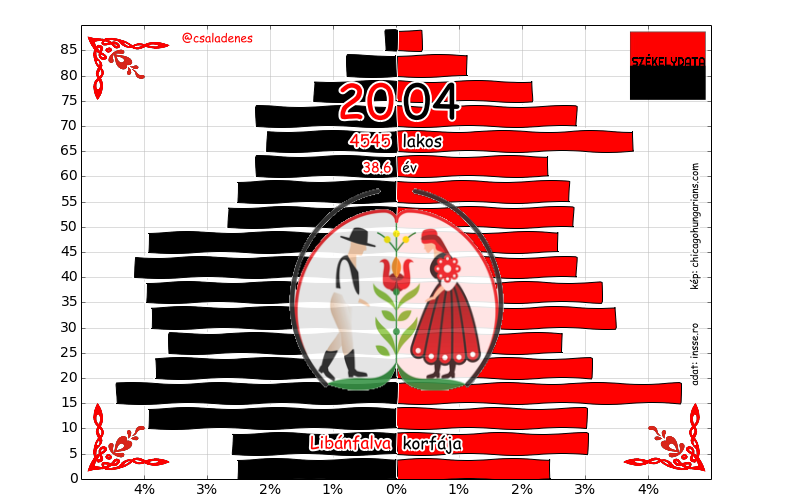 @csaladenes
SZÉKELYDATA
2004
4545 lakos
38.6 év
kép: chicagohungarians.com
adat: insse.ro
Libánfalva korfája
85
80
75
70
65
60
55
50
45
40
35
30
25
20
15
10
5
0
4% 3% 2% 1% 0% 1% 2% 3% 4%